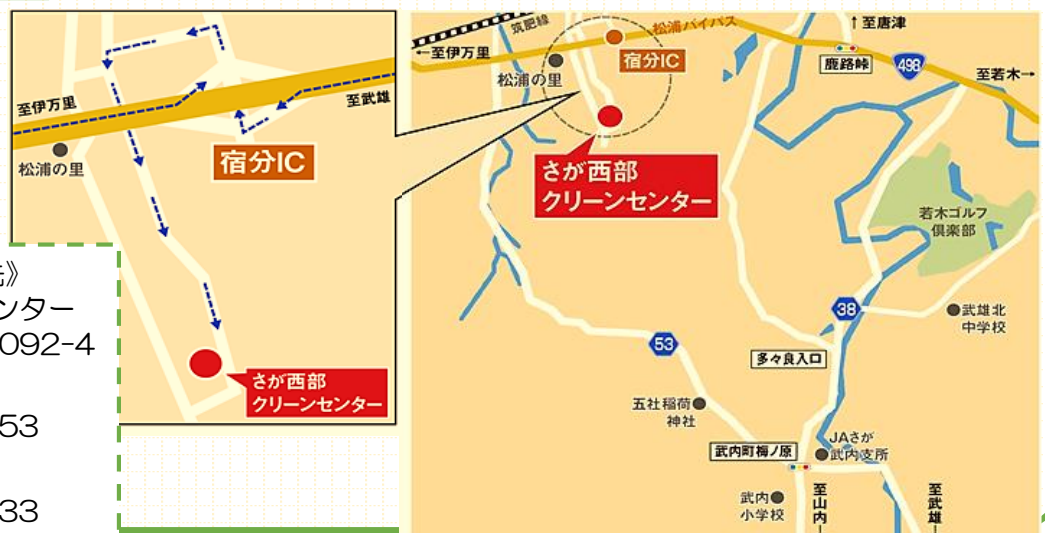 至伊万里
至武雄
松浦の里
宿分IC
さが西部
クリーンセンター
》
ンター
092-4
53
33
筑肥線
松浦バイパス
↑至唐津
←至伊万里
宿分IC
鹿路峠
498
至若木→
松浦の里
さが西部
クリーンセンター
若木ゴルフ
倶楽部
38
武雄北
中学校
53
多々良入口
五社稲荷
神社
武内町梅ノ原
JAさが
武内支所
武内
小学校
至山内
至武雄